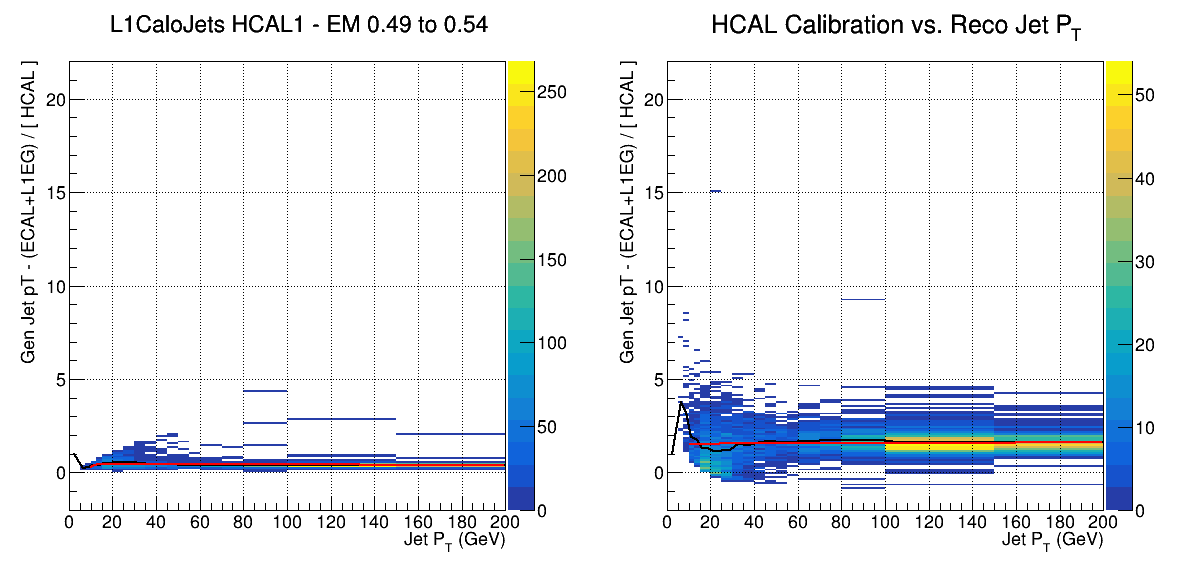 L1CaloJets HCAL1 - EM 0.49 to 0.54
Gen Jet pT - (ECAL+L1EG) / [ HCAL ]
20
15
10
5
0
0 20 40 60 80 100 120 140 160 180 200
Jet P_T (GeV)
250
200
150
100
50
0
HCAL Calibration vs. Reco Jet P_T
Gen Jet pT - (ECAL+L1EG) / [ HCAL ]
20
15
10
5
0
0 20 40 60 80 100 120 140 160 180 200
Jet P_T (GeV)
50
40
30
20
10
0